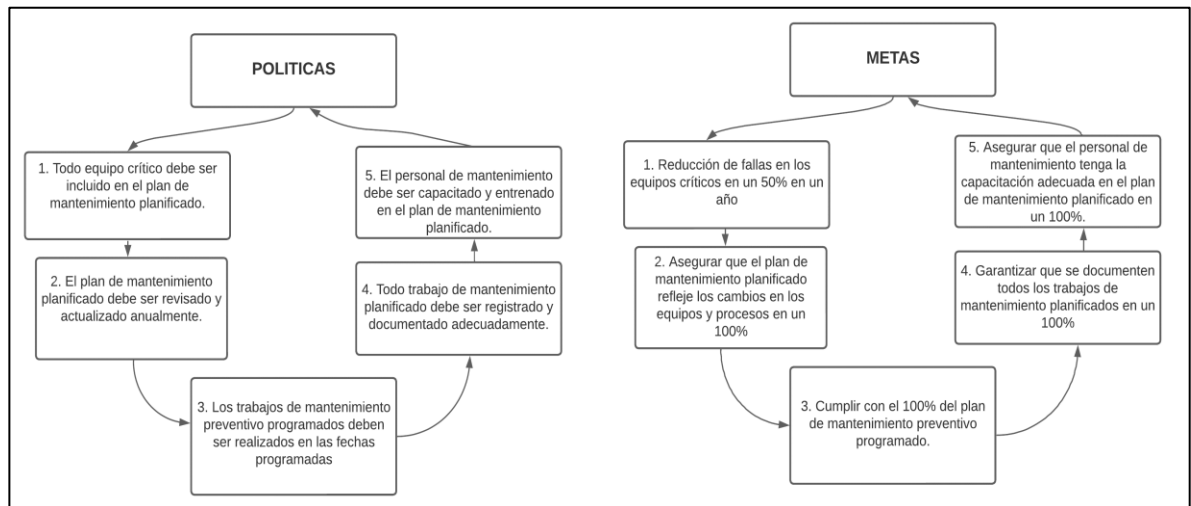 POLITICAS
1. Todo equipo crítico debe ser
incluido en el plan de
mantenimiento planificado.
2. El plan de mantenimiento
planificado debe ser revisado y
actualizado anualmente.
3. Los trabajos de mantenimiento
preventivo programados deben
ser realizados en las fechas
programadas
4. Todo trabajo de mantenimiento
planificado debe ser registrado y
documentado adecuadamente.
5. El personal de mantenimiento
debe ser capacitado y entrenado
en el plan de mantenimiento
planificado.
METAS
1. Reducción de fallas en los
equipos críticos en un 50% en un
año
2. Asegurar que el plan de
mantenimiento planificado
refleje los cambios en los
equipos y procesos en un
100%
3. Cumplir con el 100% del plan
de mantenimiento preventivo
programado.
4. Garantizar que se documenten
todos los trabajos de
mantenimiento planificados en un
100%
5. Asegurar que el personal de
mantenimiento tenga la
capacitación adecuada en el plan
de mantenimiento planificado en
un 100%.